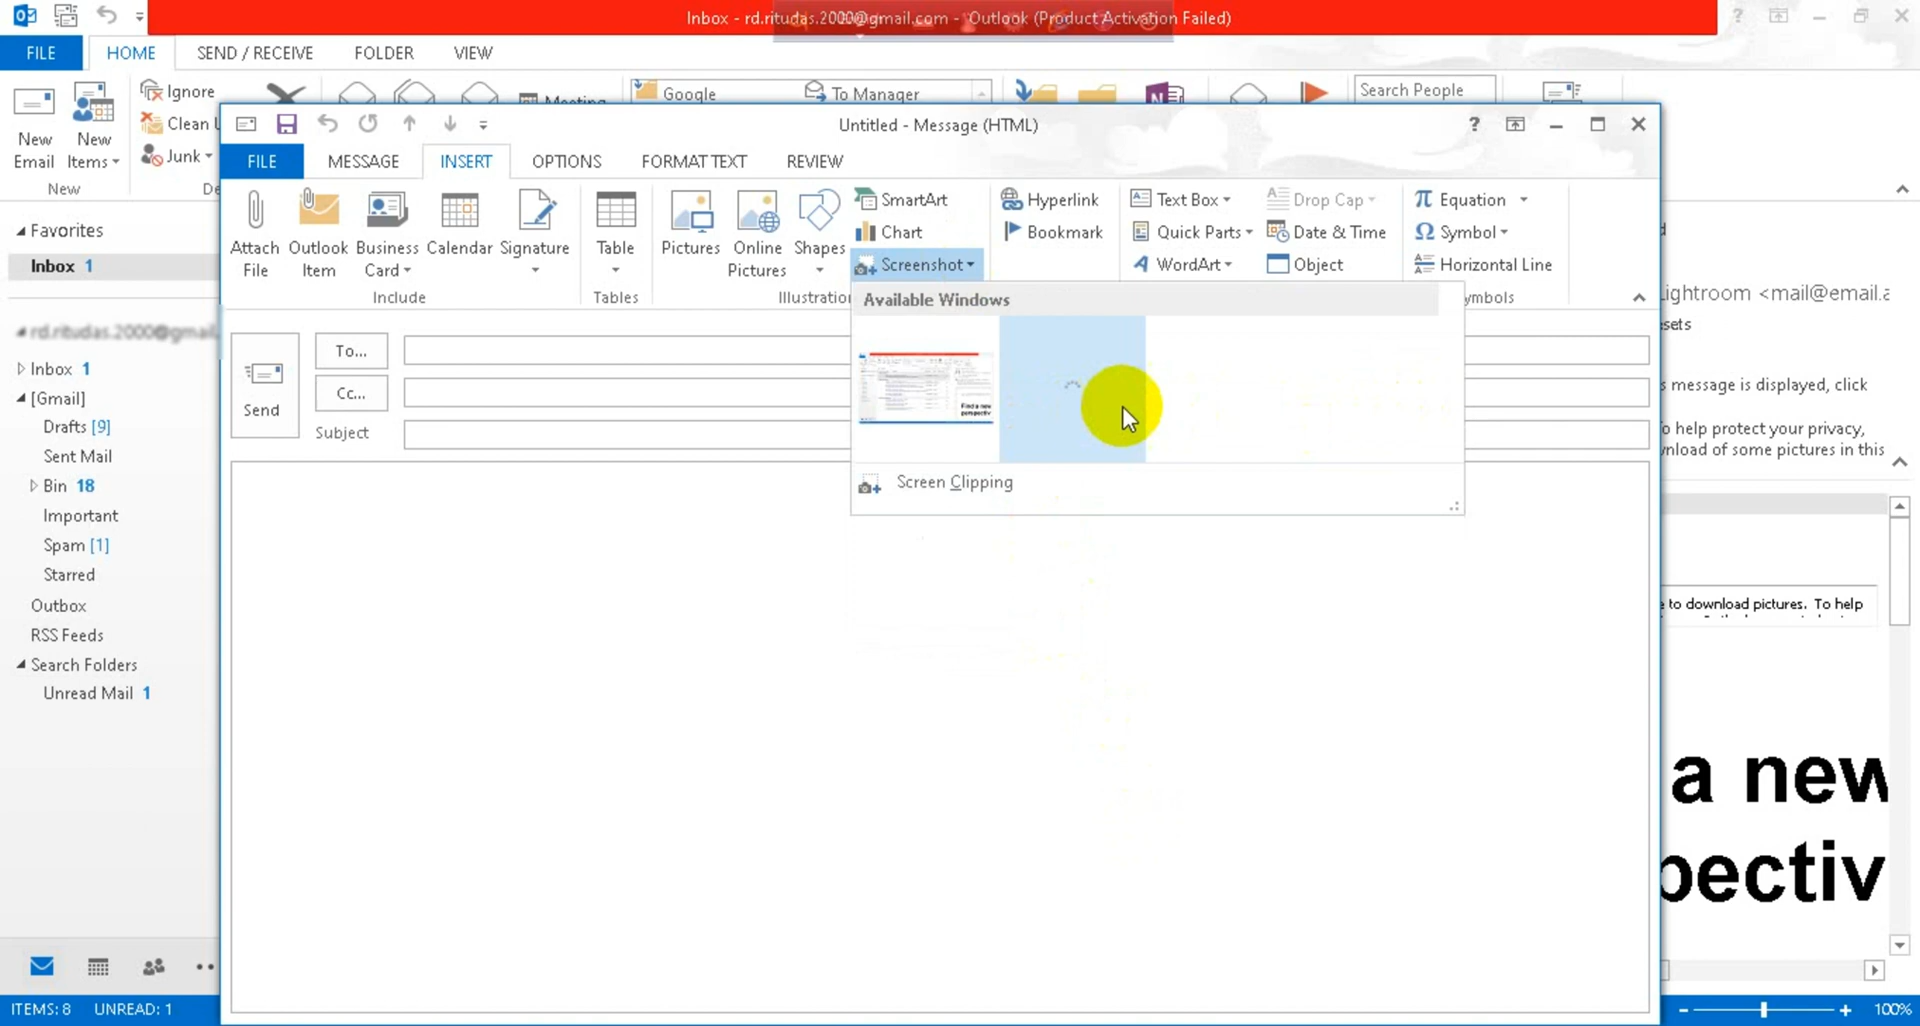 Inbox - rd.ritudas.2000@gmail.com - Outlook (Product Activation Failed)
FILE HOME SEND / RECEIVE FOLDER VIEW
New Email
New Items
Ignore
Clean
Junk
New
Meeting
Google
To Manager
Search People
Untitled - Message (HTML)
FILE MESSAGE INSERT OPTIONS FORMAT TEXT REVIEW
Attach File
Outlook Item
Business Card
Calendar
Signature
Include
Table
Tables
Pictures
Online Pictures
Shapes
SmartArt
Chart
Screenshot
Hyperlink
Bookmark
Text Box
Quick Parts
WordArt
Drop Cap
Date & Time
Object
Equation
Symbol
Horizontal Line
Available Windows
Screen Clipping
Send
To...
Cc...
Subject
Favorites
Inbox 1
rd.ritudas.2000@gmail.
Inbox 1
[Gmail]
Drafts [9]
Sent Mail
Bin 18
Important
Spam [1]
Starred
Outbox
RSS Feeds
Search Folders
Unread Mail 1
<mail@email.a
message is displayed, click
help protect your privacy,
of some pictures in this
to download pictures. To help
a new
ITEMS: 8 UNREAD: 1
100%